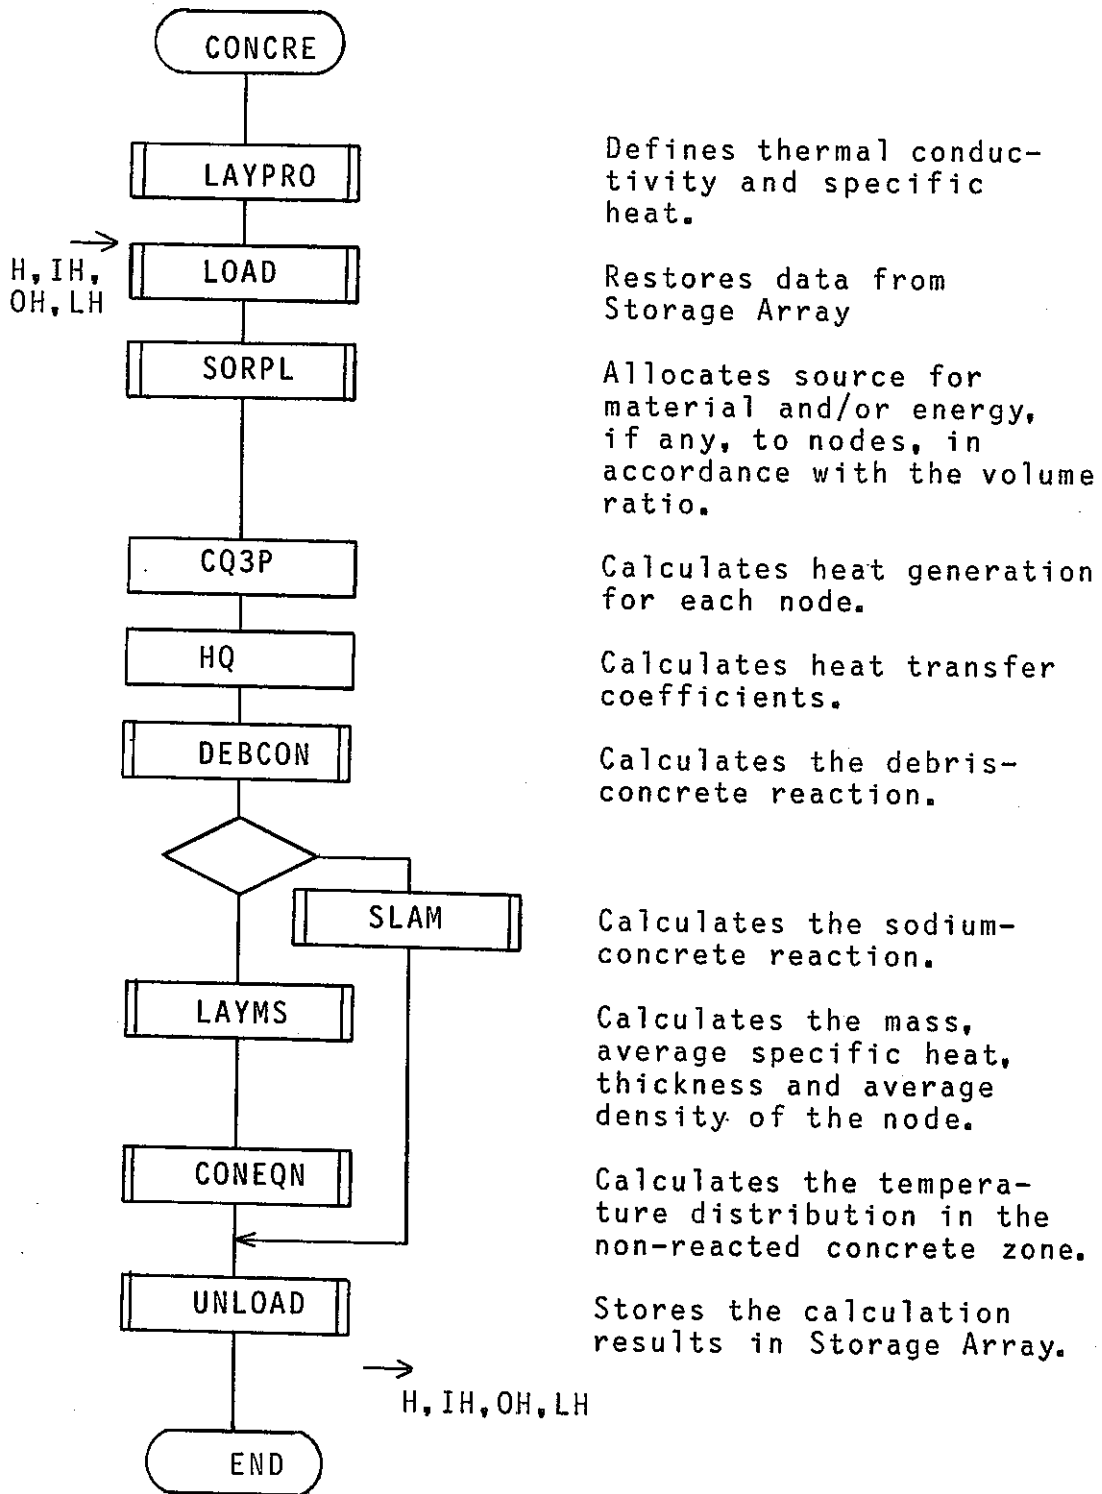 CONCRE
LAYPRO
Defines thermal conduc-
tivity and specific
heat.
H, IH,
OH, LH
LOAD
Restores data from
Storage Array
SORPL
Allocates source for
material and/or energy,
if any, to nodes, in
accordance with the volume
ratio.
CQ3P
Calculates heat generation
for each node.
HQ
Calculates heat transfer
coefficients.
DEBCON
Calculates the debris-
concrete reaction.
SLAM
Calculates the sodium-
concrete reaction.
LAYMS
Calculates the mass,
average specific heat,
thickness and average
density of the node.
CONEQN
Calculates the tempera-
ture distribution in the
non-reacted concrete zone.
UNLOAD
Stores the calculation
results in Storage Array.
H, IH, OH, LH
END